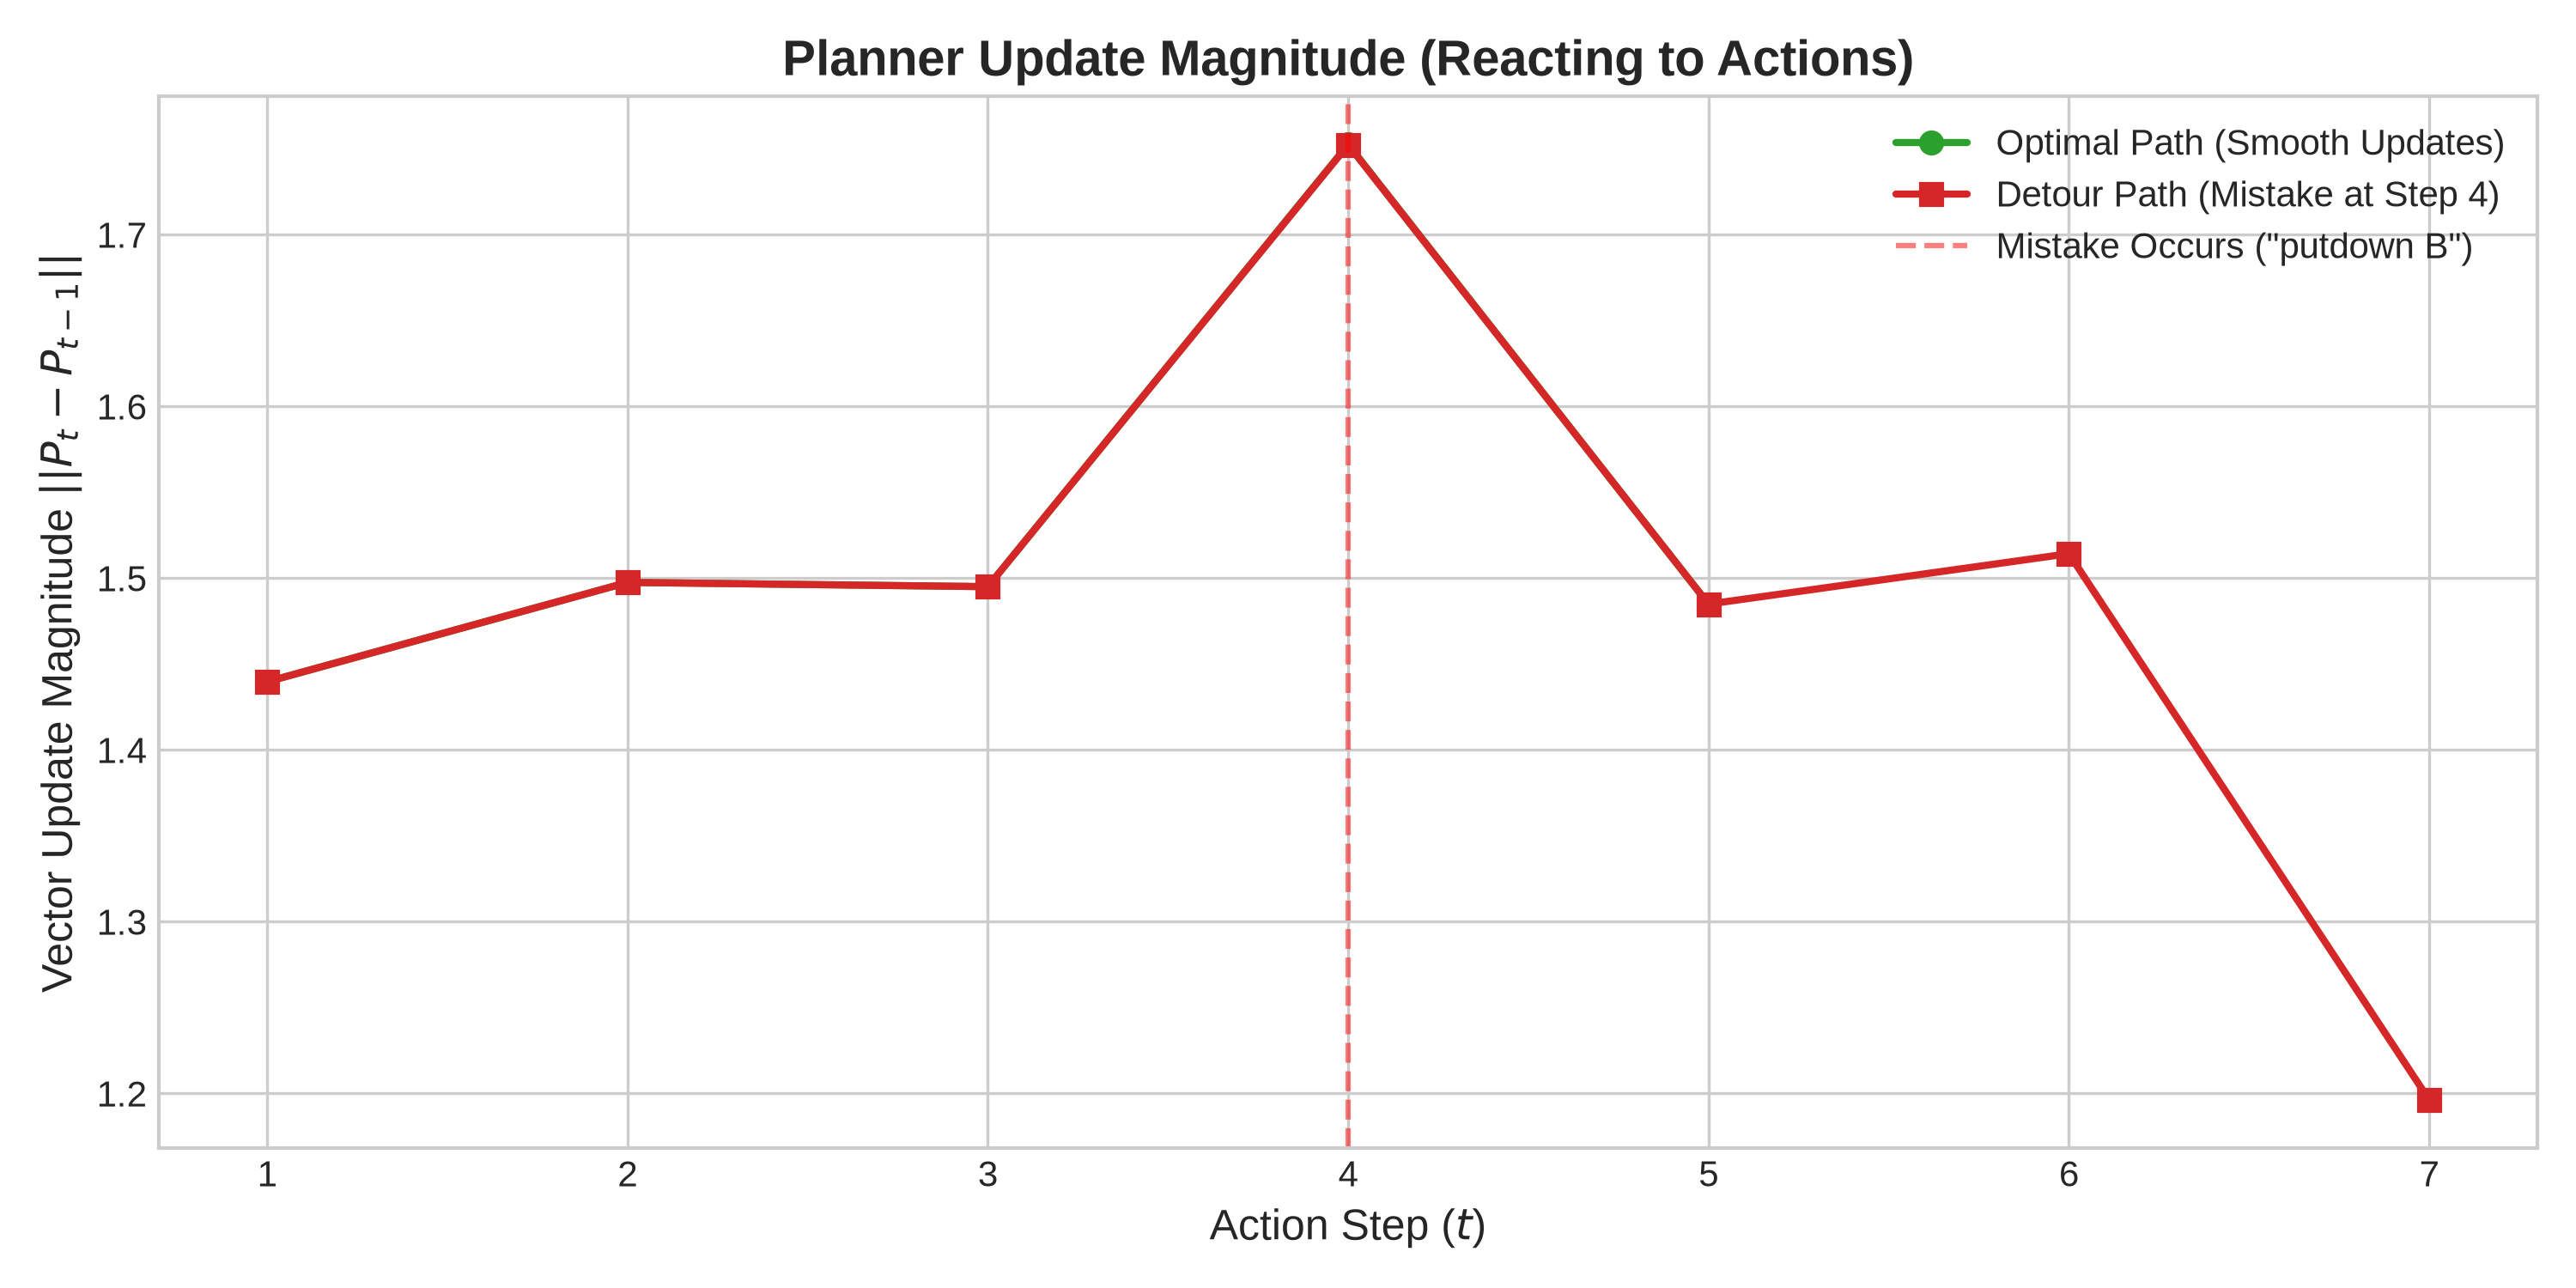 Planner Update Magnitude (Reacting to Actions)
Optimal Path (Smooth Updates)
Detour Path (Mistake at Step 4)
Mistake Occurs ("putdown B")
Vector Update Magnitude ||P_t − P_{t − 1}||
1.7
1.6
1.5
1.4
1.3
1.2
1 2 3 4 5 6 7
Action Step (t)